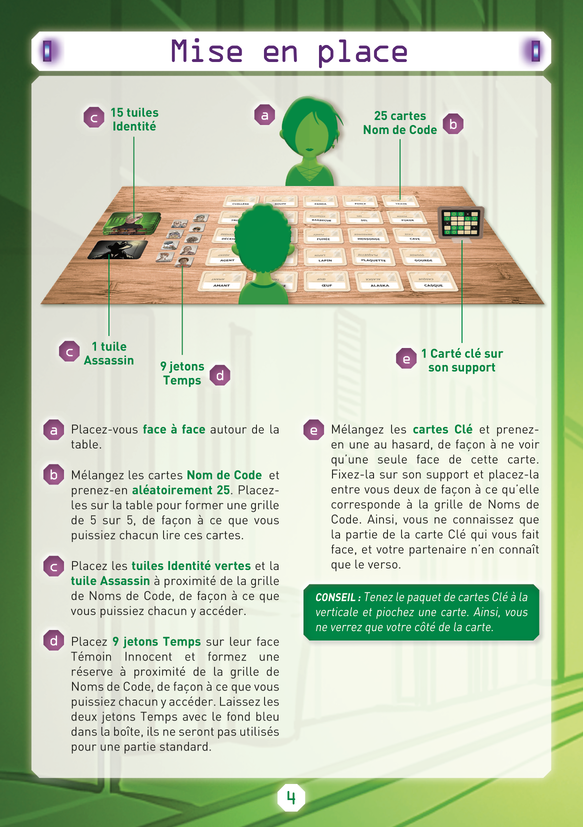 Mise en place
c
15 tuiles
Identité
a
25 cartes
Nom de Code
b
AGENT
FUMÉE
PERSONNE
CAVE
LAPIN
PLAQUETTE
GOURDE
AMANT
ŒUF
ALASKA
CASQUE
c
1 tuile
Assassin
9 jetons
Temps
d
e
1 Carté clé sur
son support
a
Placez-vous face à face autour de la
table.
b
Mélangez les cartes Nom de Code et
prenez-en aléatoirement 25. Placez-
les sur la table pour former une grille
de 5 sur 5, de façon à ce que vous
puissiez chacun lire ces cartes.
c
Placez les tuiles Identité vertes et la
tuile Assassin à proximité de la grille
de Noms de Code, de façon à ce que
vous puissiez chacun y accéder.
d
Placez 9 jetons Temps sur leur face
Témoin Innocent et formez une
réserve à proximité de la grille de
Noms de Code, de façon à ce que vous
puissiez chacun y accéder. Laissez les
deux jetons Temps avec le fond bleu
dans la boîte, ils ne seront pas utilisés
pour une partie standard.
e
Mélangez les cartes Clé et prenez-
en une au hasard, de façon à ne voir
qu'une seule face de cette carte.
Fixez-la sur son support et placez-la
entre vous deux de façon à ce qu'elle
corresponde à la grille de Noms de
Code. Ainsi, vous ne connaissez que
la partie de la carte Clé qui vous fait
face, et votre partenaire n'en connaît
que le verso.
CONSEIL : Tenez le paquet de cartes Clé à la
verticale et piochez une carte. Ainsi, vous
ne verrez que votre côté de la carte.
4